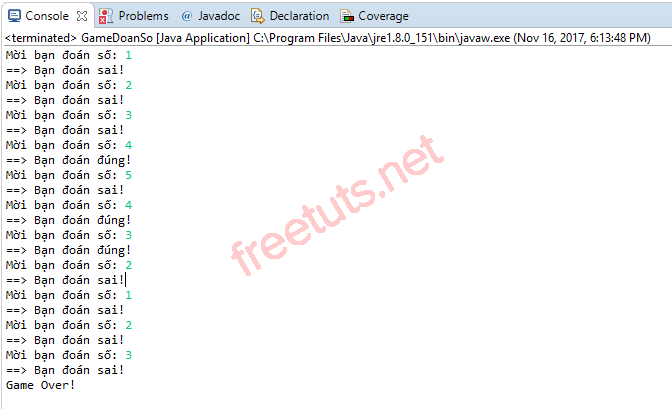 Console Problems @ Javadoc Declaration Coverage
<terminated> GameDoanSo [Java Application] C:\Program Files\Java\jre1.8.0_151\bin\javaw.exe (Nov 16, 2017, 6:13:48 PM)
Mời bạn đoán số: 1
==> Bạn đoán sai!
Mời bạn đoán số: 2
==> Bạn đoán sai!
Mời bạn đoán số: 3
==> Bạn đoán sai!
Mời bạn đoán số: 4
==> Bạn đoán đúng!
Mời bạn đoán số: 5
==> Bạn đoán sai!
Mời bạn đoán số: 4
==> Bạn đoán đúng!
Mời bạn đoán số: 3
==> Bạn đoán đúng!
Mời bạn đoán số: 2
==> Bạn đoán sai!
Mời bạn đoán số: 1
==> Bạn đoán sai!
Mời bạn đoán số: 2
==> Bạn đoán sai!
Mời bạn đoán số: 3
==> Bạn đoán sai!
Game Over!
freetuts.net